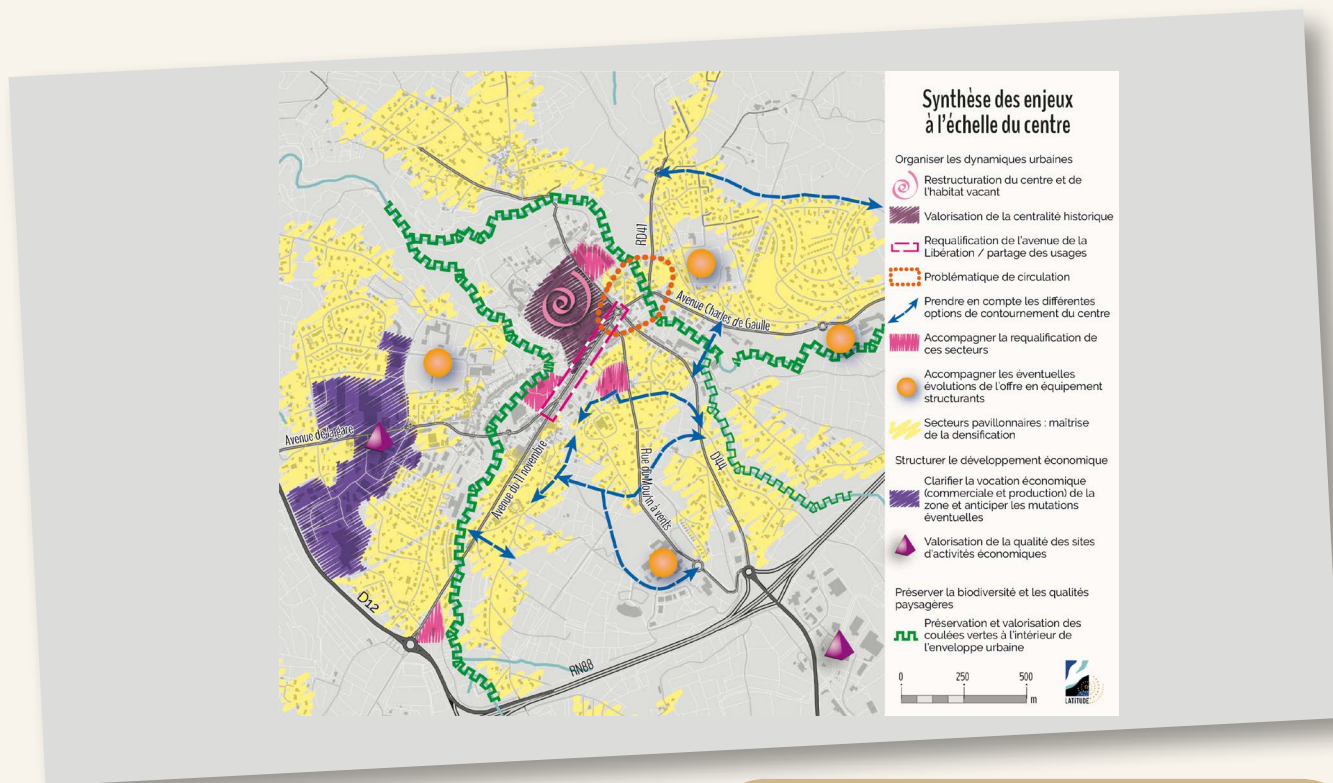 Synthèse des enjeux
à l'échelle du centre
Organiser les dynamiques urbaines
Restructuration du centre et de
l'habitat vacant
Valorisation de la centralité historique
Requalification de l'avenue de la
Libération / partage des usages
Problématique de circulation
Prendre en compte les différentes
options de contournement du centre
Accompagner la requalification de
ces secteurs
Accompagner les éventuelles
évolutions de l'offre en équipement
structurants
Secteurs pavillonnaires : maîtrise
de la densification
Structurer le développement économique
Clarifier la vocation économique
(commerciale et production) de la
zone et anticiper les mutations
éventuelles
Valorisation de la qualité des sites
d'activités économiques
Préserver la biodiversité et les qualités
paysagères
Préservation et valorisation des
coulées vertes à l'intérieur de
l'enveloppe urbaine
0 250 500
m
LATITUDE
RD41
Avenue Charles de Gaulle
Avenue de la gare
Avenue du 11 novembre
Rue du Moulin à vents
D44
D12
RN88